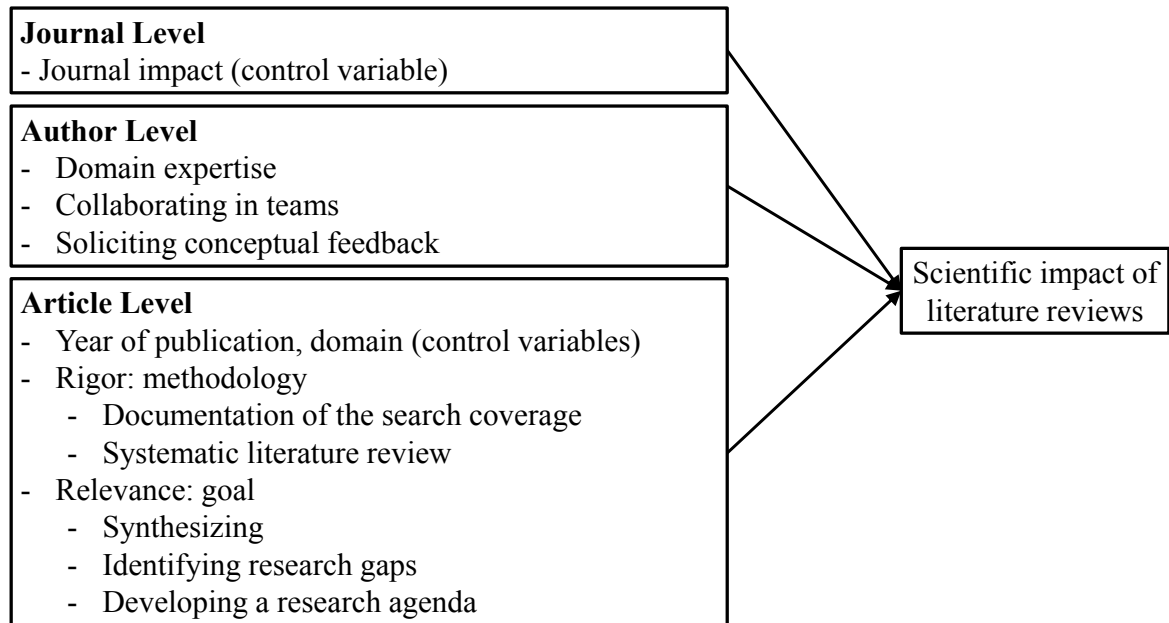 Journal Level
- Journal impact (control variable)
Author Level
- Domain expertise
- Collaborating in teams
- Soliciting conceptual feedback
Article Level
- Year of publication, domain (control variables)
- Rigor: methodology
- Documentation of the search coverage
- Systematic literature review
- Relevance: goal
- Synthesizing
- Identifying research gaps
- Developing a research agenda
Scientific impact of
literature reviews